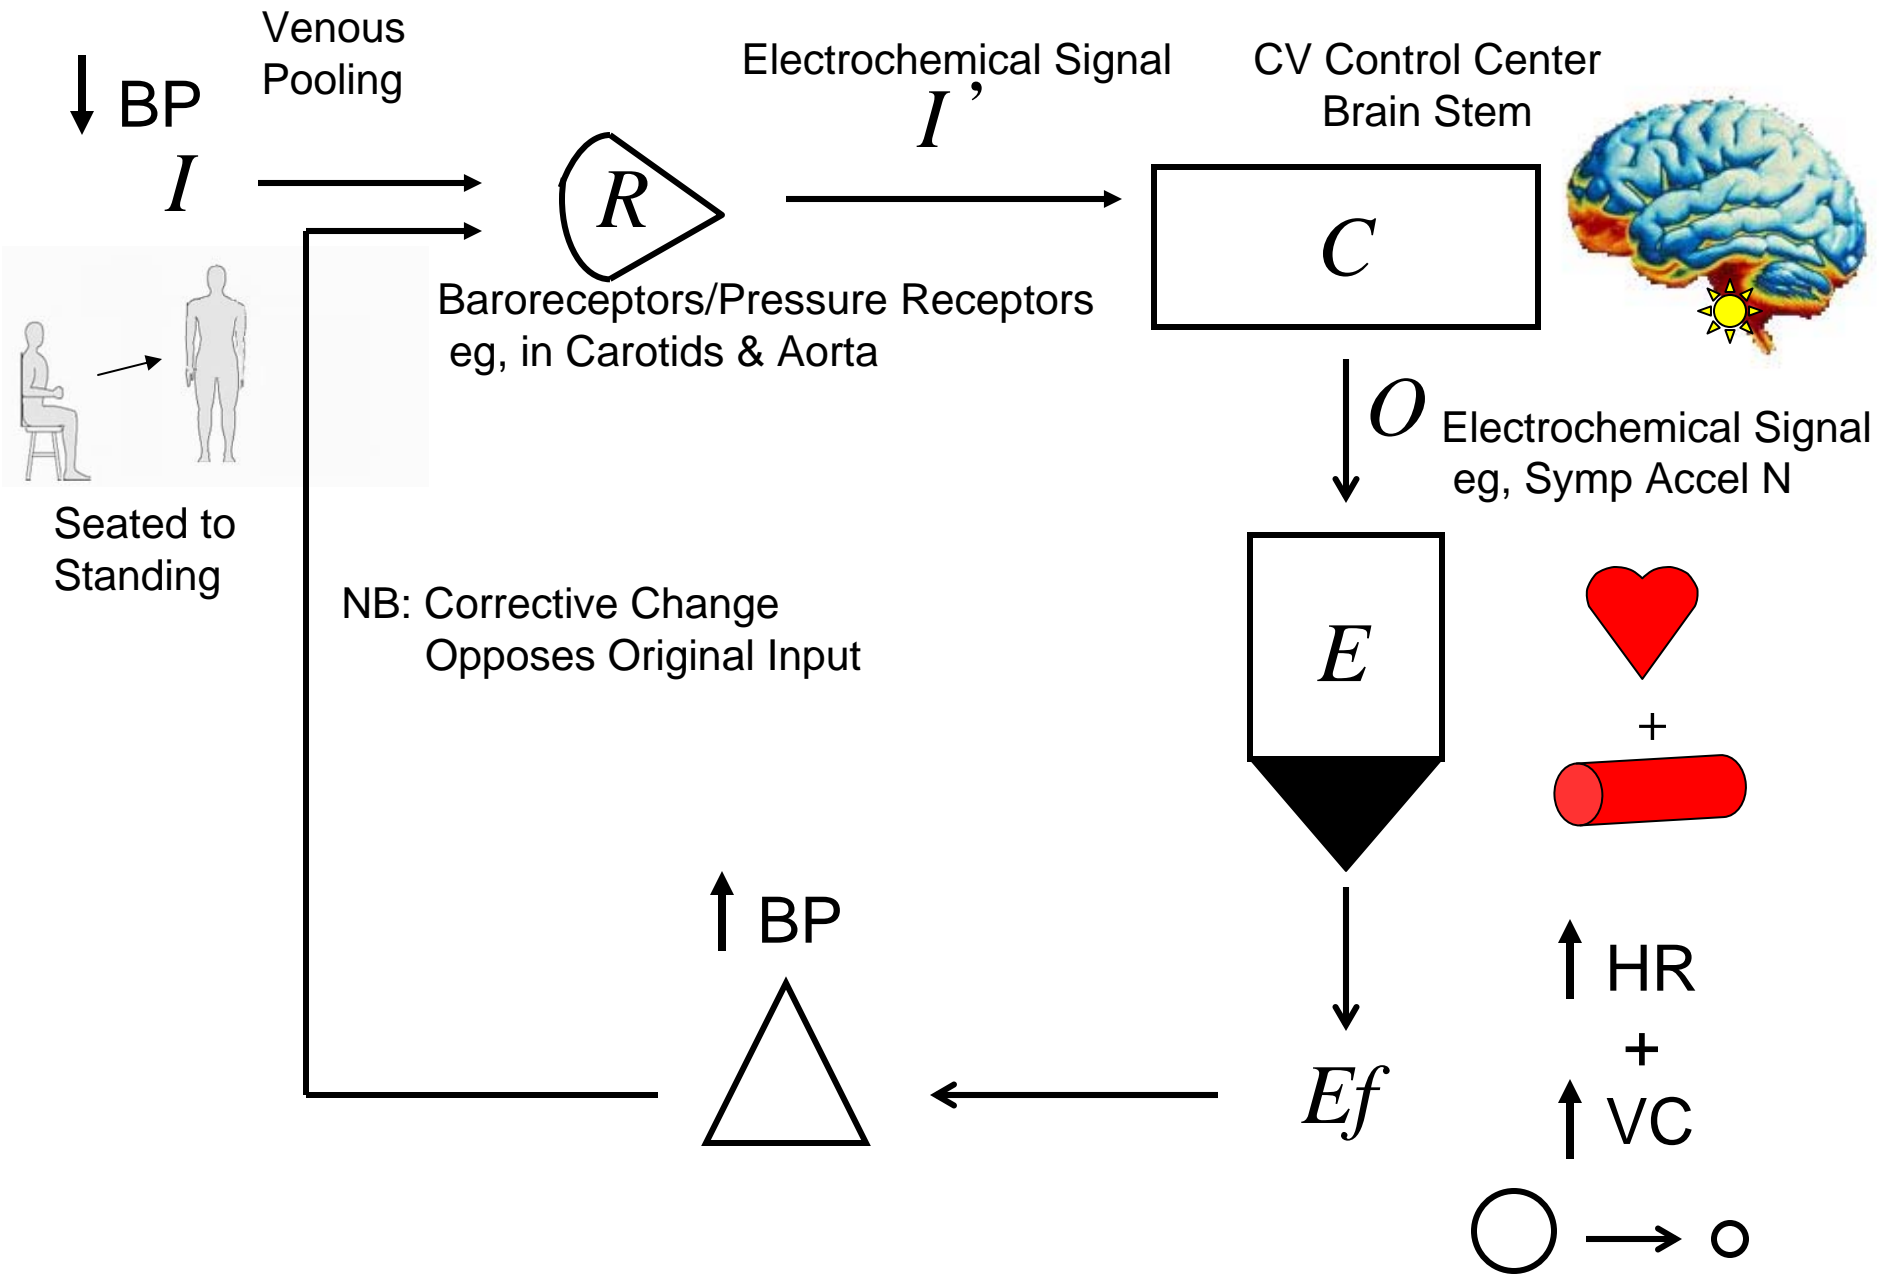 Venous
Pooling
BP
I
Electrochemical Signal
I’
CV Control Center
Brain Stem
R
C
Baroreceptors/Pressure Receptors
eg, in Carotids & Aorta
O
Electrochemical Signal
eg, Symp Accel N
Seated to
Standing
NB: Corrective Change
Opposes Original Input
E
+
BP
HR
+
VC
Ef